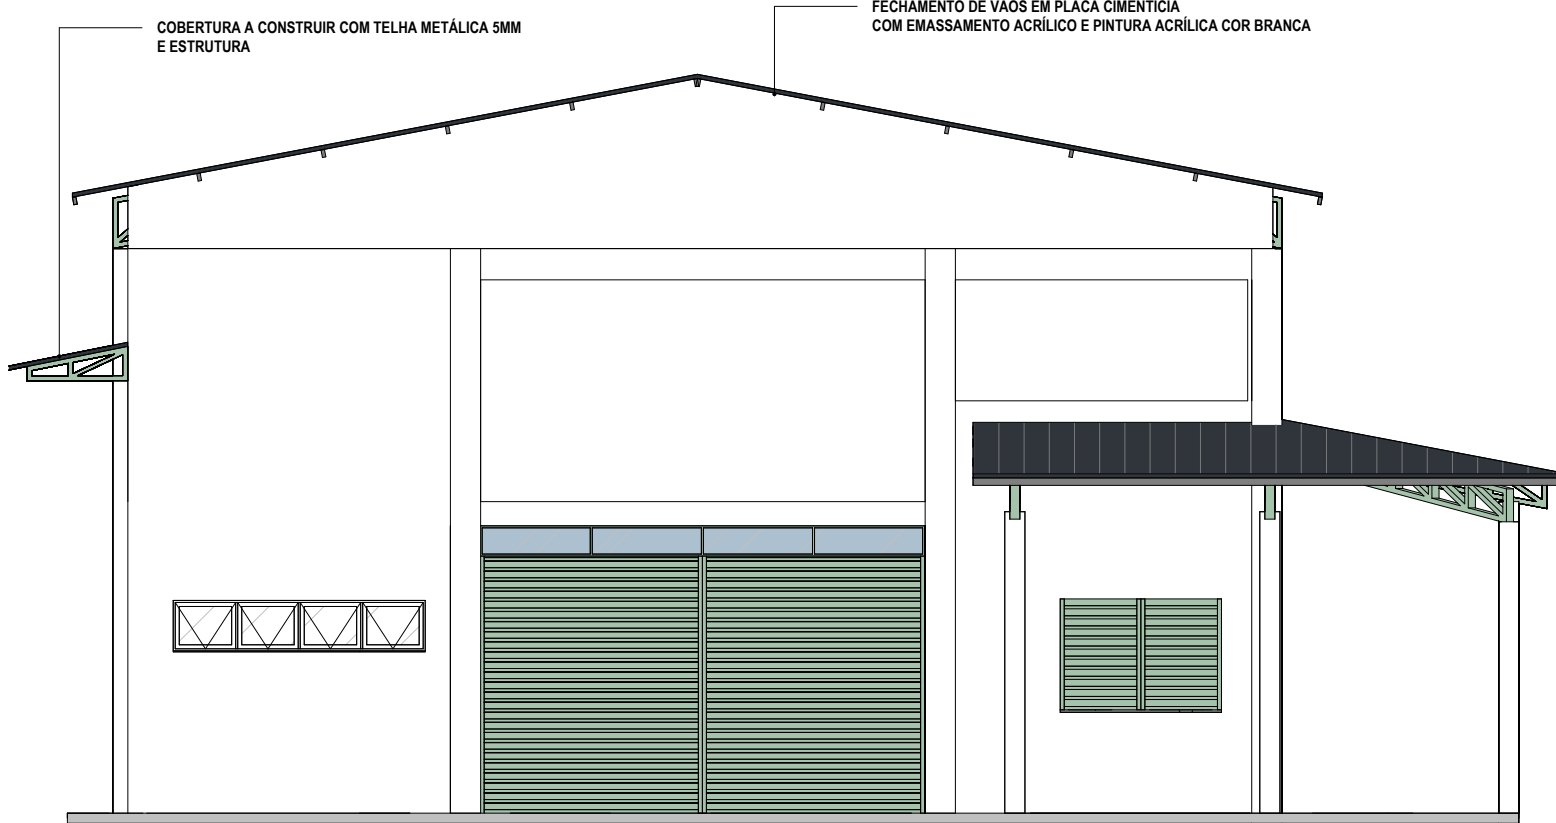 COBERTURA A CONSTRUIR COM TELHA METÁLICA 5MM
E ESTRUTURA
FECHAMENTO DE VÃOS EM PLACA CIMENTÍCIA
COM EMASSAMENTO ACRÍLICO E PINTURA ACRÍLICA COR BRANCA